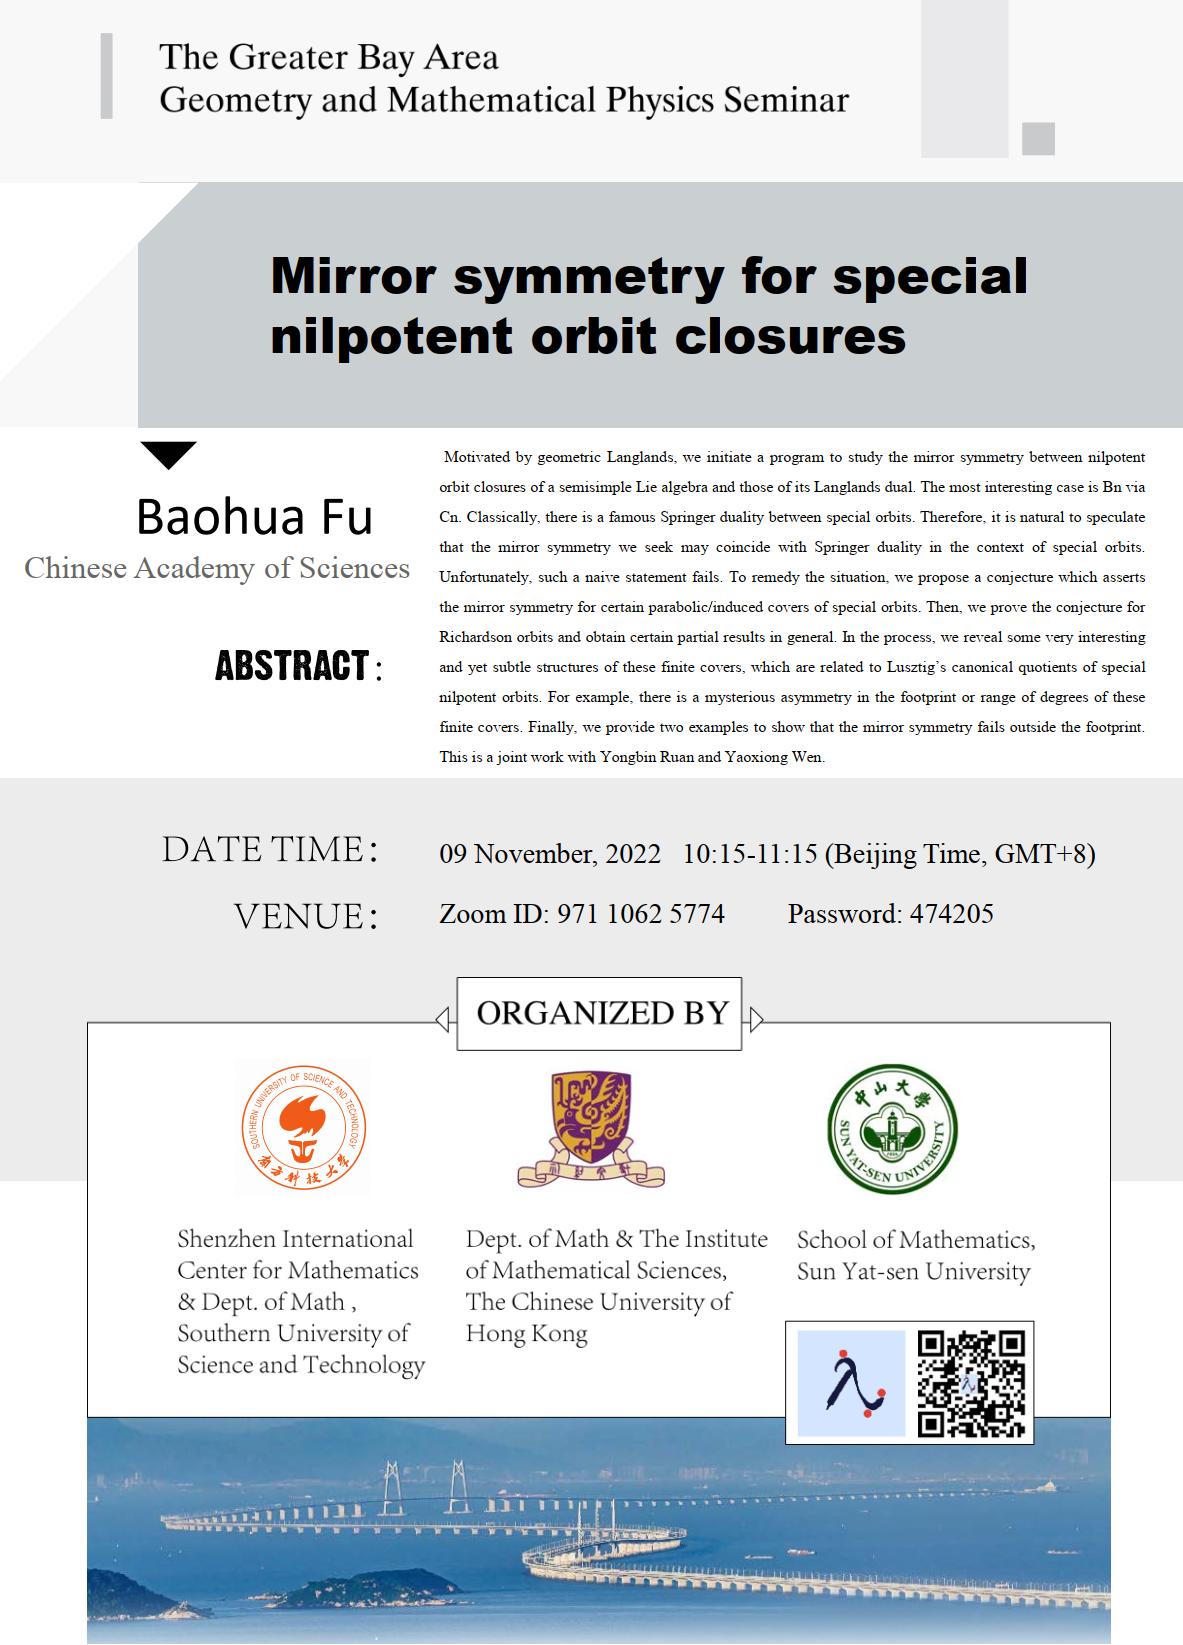 The Greater Bay Area
Geometry and Mathematical Physics Seminar
Mirror symmetry for special
nilpotent orbit closures
Baohua Fu
Chinese Academy of Sciences
ABSTRACT:
Motivated by geometric Langlands, we initiate a program to study the mirror symmetry between nilpotent
orbit closures of a semisimple Lie algebra and those of its Langlands dual. The most interesting case is Bn via
Cn. Classically, there is a famous Springer duality between special orbits. Therefore, it is natural to speculate
that the mirror symmetry we seek may coincide with Springer duality in the context of special orbits.
Unfortunately, such a naive statement fails. To remedy the situation, we propose a conjecture which asserts
the mirror symmetry for certain parabolic/induced covers of special orbits. Then, we prove the conjecture for
Richardson orbits and obtain certain partial results in general. In the process, we reveal some very interesting
and yet subtle structures of these finite covers, which are related to Lusztig’s canonical quotients of special
nilpotent orbits. For example, there is a mysterious asymmetry in the footprint or range of degrees of these
finite covers. Finally, we provide two examples to show that the mirror symmetry fails outside the footprint.
This is a joint work with Yongbin Ruan and Yaoxiong Wen.
DATE TIME: 09 November, 2022 10:15-11:15 (Beijing Time, GMT+8)
VENUE: Zoom ID: 971 1062 5774 Password: 474205
ORGANIZED BY
SOUTHERN UNIVERSITY OF SCIENCE AND TECHNOLOGY
南方科技大学
中山大学
SUN YAT-SEN UNIVERSITY
Shenzhen International
Center for Mathematics
& Dept. of Math ,
Southern University of
Science and Technology
Dept. of Math & The Institute
of Mathematical Sciences,
The Chinese University of
Hong Kong
School of Mathematics,
Sun Yat-sen University